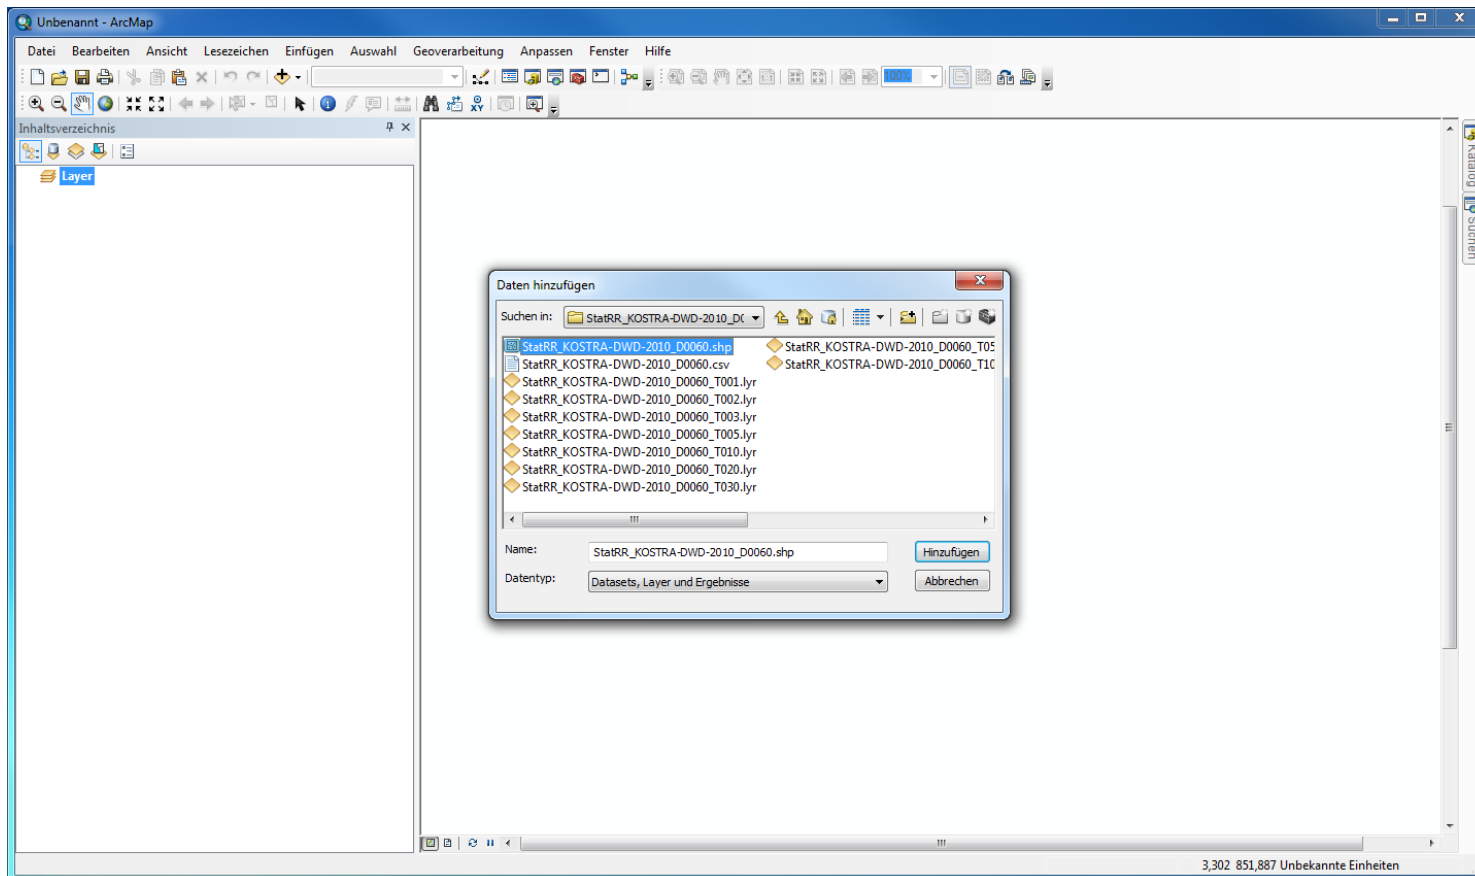 Unbenannt - ArcMap
Datei Bearbeiten Ansicht Lesezeichen Einfügen Auswahl Geoverarbeitung Anpassen Fenster Hilfe
100%
Inhaltsverzeichnis
Layer
Katalog
Suchen
Daten hinzufügen
Suchen in: StatRR_KOSTRA-DWD-2010_D(
StatRR_KOSTRA-DWD-2010_D0060.shp
StatRR_KOSTRA-DWD-2010_D0060.csv
StatRR_KOSTRA-DWD-2010_D0060_T001.lyr
StatRR_KOSTRA-DWD-2010_D0060_T002.lyr
StatRR_KOSTRA-DWD-2010_D0060_T003.lyr
StatRR_KOSTRA-DWD-2010_D0060_T005.lyr
StatRR_KOSTRA-DWD-2010_D0060_T010.lyr
StatRR_KOSTRA-DWD-2010_D0060_T020.lyr
StatRR_KOSTRA-DWD-2010_D0060_T030.lyr
StatRR_KOSTRA-DWD-2010_D0060_T05
StatRR_KOSTRA-DWD-2010_D0060_T10
Name: StatRR_KOSTRA-DWD-2010_D0060.shp
Hinzufügen
Datentyp: Datasets, Layer und Ergebnisse
Abbrechen
3,302 851,887 Unbekannte Einheiten